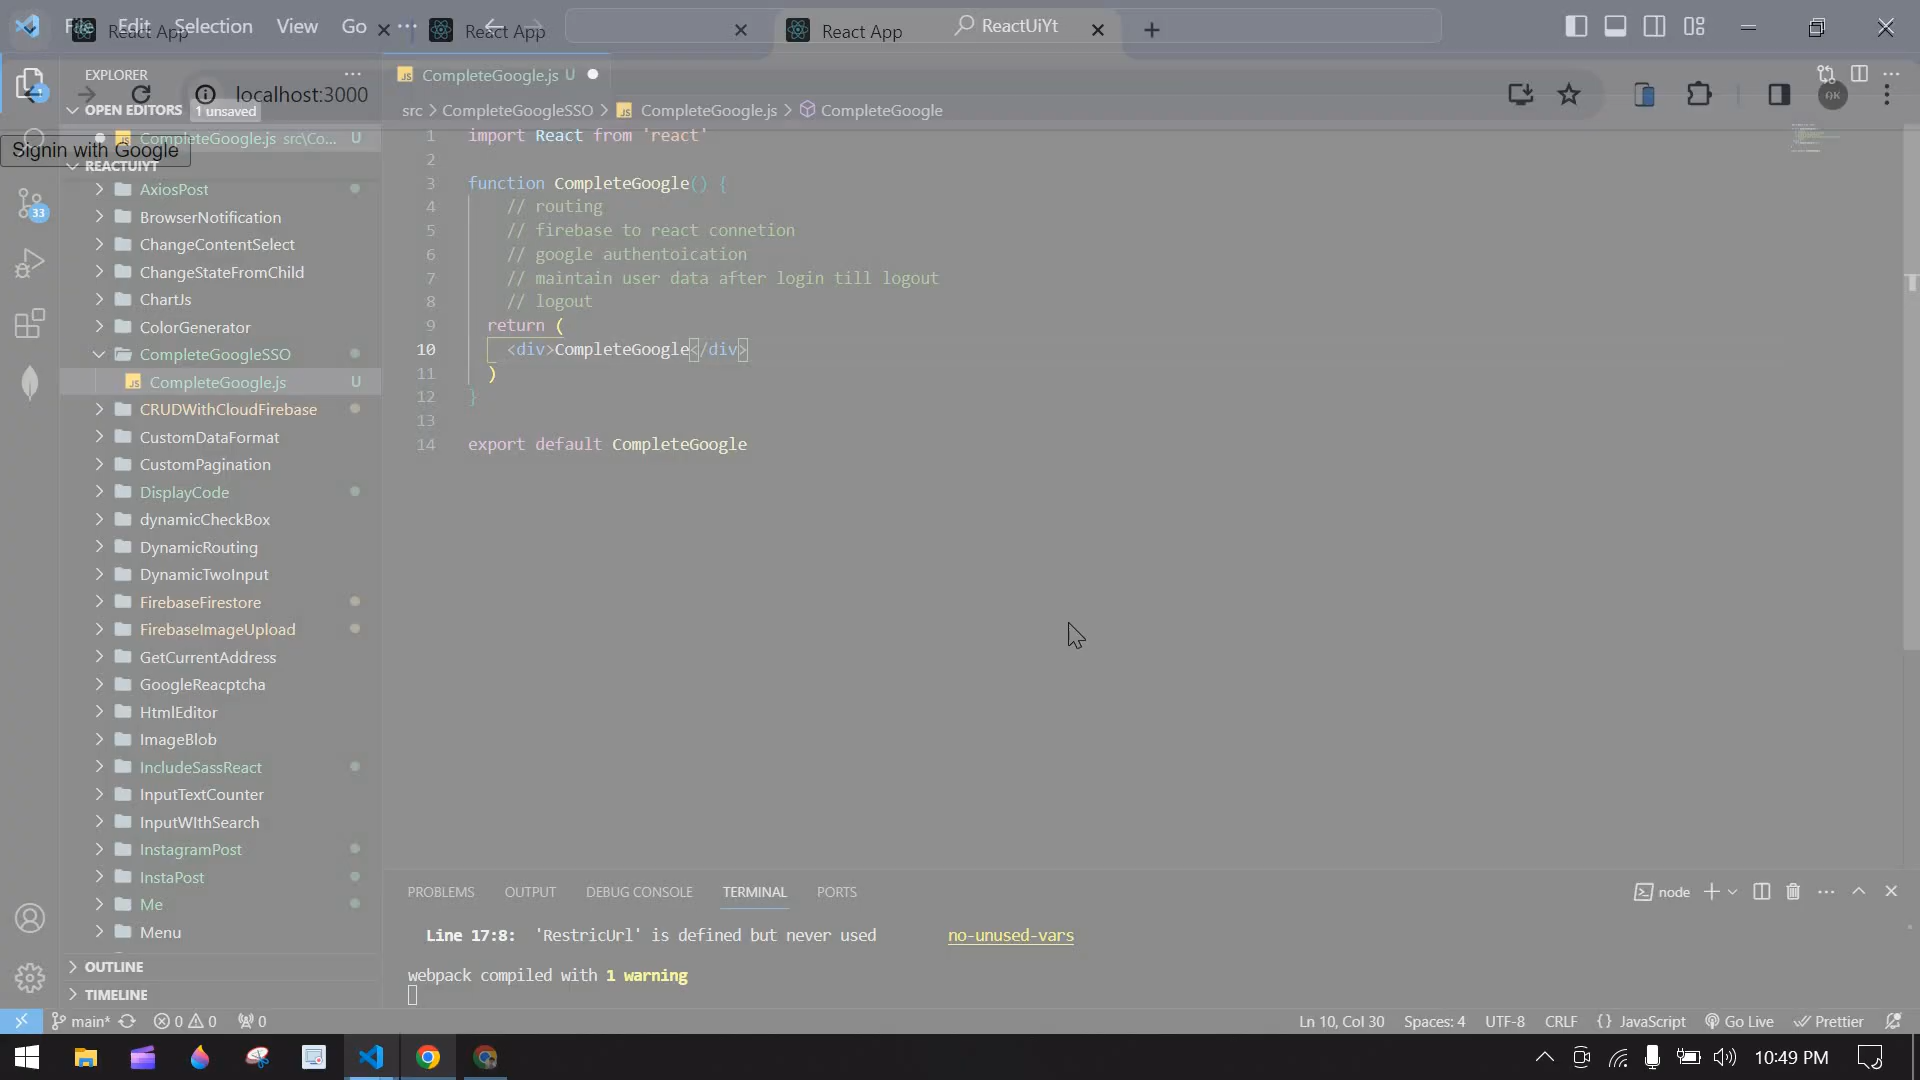 File Edit Selection View Go ReactUiYt
React App React App React App
EXPLORER
CompleteGoogle.js U
localhost:3000
OPEN EDITORS 1 unsaved
src > CompleteGoogleSSO > CompleteGoogle.js > CompleteGoogle
CompleteGoogle.js src\Co... U
Signin with Google
REACTUIYT
AxiosPost
BrowserNotification
33
ChangeContentSelect
ChangeStateFromChild
ChartJs
ColorGenerator
CompleteGoogleSSO
CompleteGoogle.js U
CRUDWithCloudFirebase
CustomDataFormat
CustomPagination
DisplayCode
dynamicCheckBox
DynamicRouting
DynamicTwoInput
FirebaseFirestore
FirebaseImageUpload
GetCurrentAddress
GoogleReacptcha
HtmlEditor
ImageBlob
IncludeSassReact
InputTextCounter
InputWIthSearch
InstagramPost
InstaPost
Me
Menu
OUTLINE
TIMELINE
1 import React from 'react'
2
3 function CompleteGoogle() {
4 // routing
5 // firebase to react connetion
6 // google authentoication
7 // maintain user data after login till logout
8 // logout
9 return (
10 <div>CompleteGoogle</div>
11 )
12 }
13
14 export default CompleteGoogle
AK
PROBLEMS OUTPUT DEBUG CONSOLE TERMINAL PORTS
node
Line 17:8: 'RestricUrl' is defined but never used no-unused-vars
webpack compiled with 1 warning
main* 0 0 0
Ln 10, Col 30 Spaces: 4 UTF-8 CRLF {} JavaScript Go Live Prettier
10:49 PM